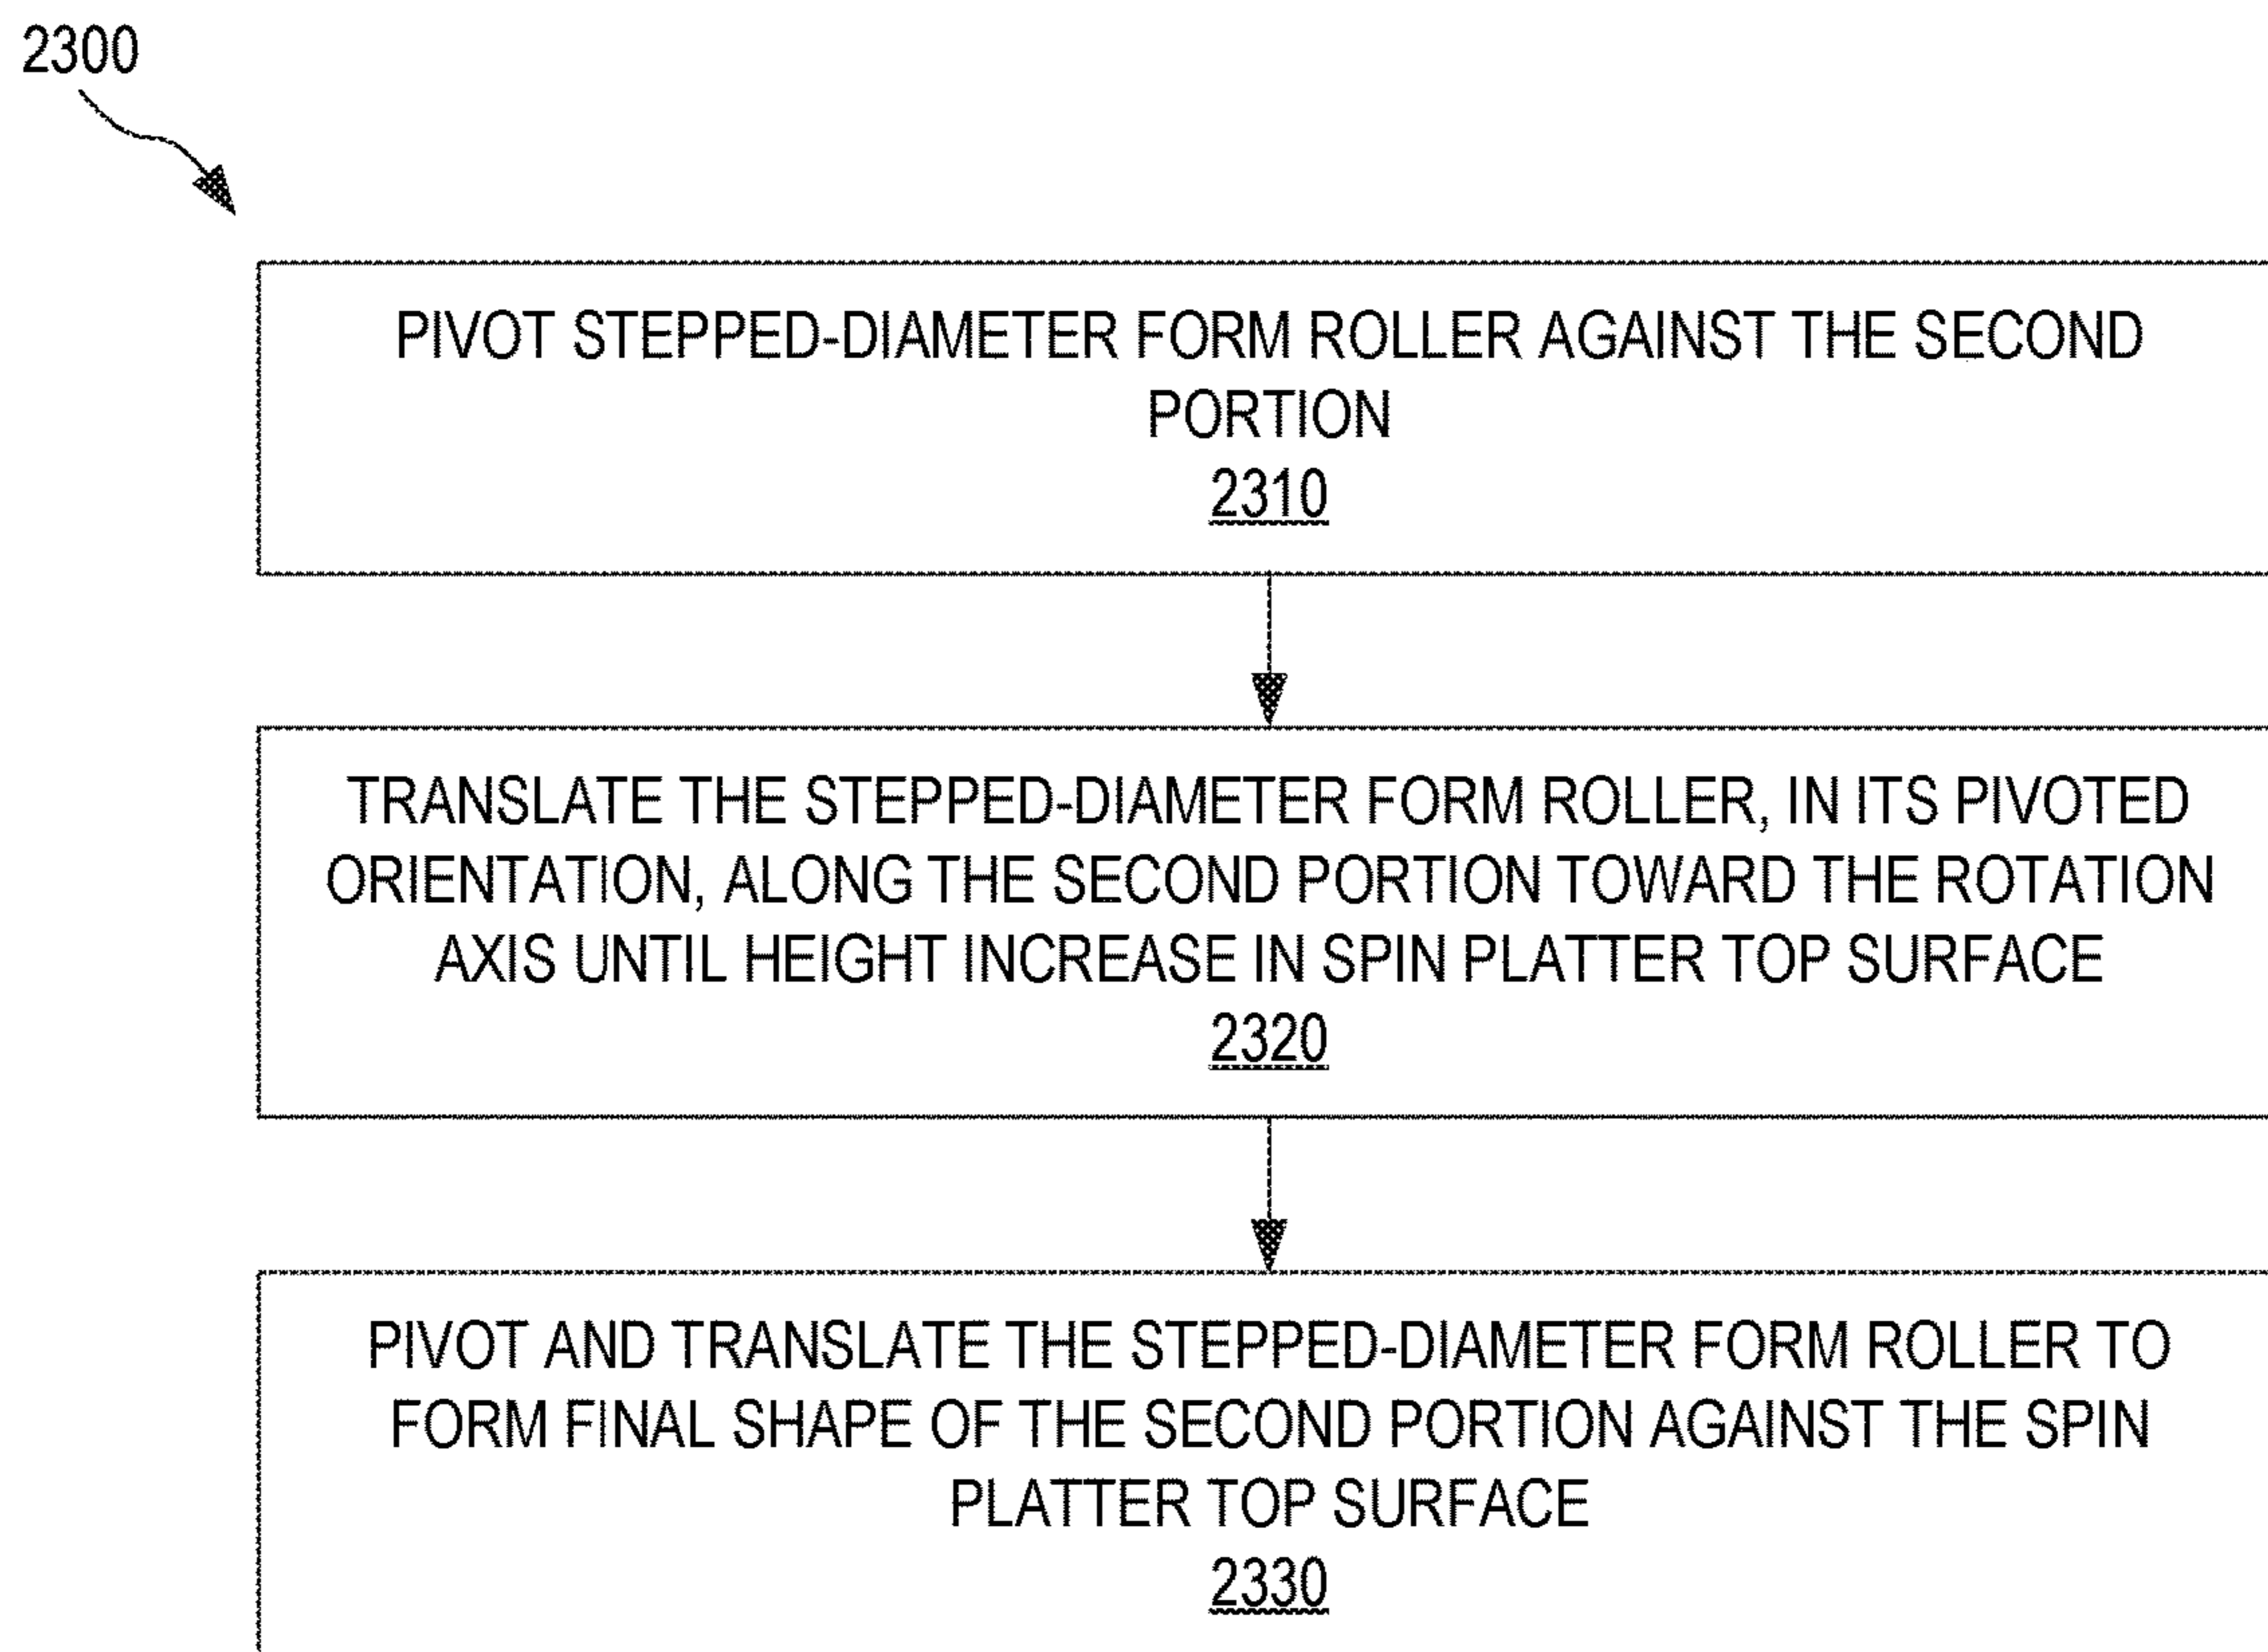 2300
PIVOT STEPPED-DIAMETER FORM ROLLER AGAINST THE SECOND
PORTION
2310
TRANSLATE THE STEPPED-DIAMETER FORM ROLLER, IN ITS PIVOTED
ORIENTATION, ALONG THE SECOND PORTION TOWARD THE ROTATION
AXIS UNTIL HEIGHT INCREASE IN SPIN PLATTER TOP SURFACE
2320
PIVOT AND TRANSLATE THE STEPPED-DIAMETER FORM ROLLER TO
FORM FINAL SHAPE OF THE SECOND PORTION AGAINST THE SPIN
PLATTER TOP SURFACE
2330